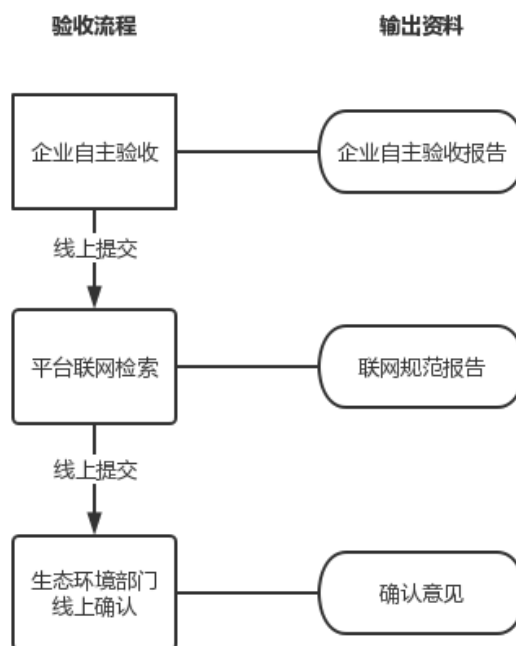 验收流程
输出资料
企业自主验收
企业自主验收报告
线上提交
平台联网检索
联网规范报告
线上提交
生态环境部门
线上确认
确认意见